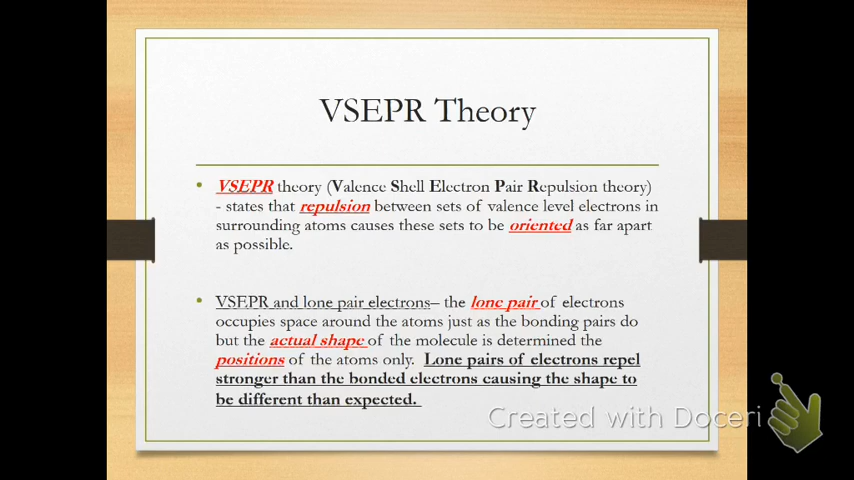 VSEPR Theory
• VSEPR theory (Valence Shell Electron Pair Repulsion theory)
- states that repulsion between sets of valence level electrons in
surrounding atoms causes these sets to be oriented as far apart
as possible.
• VSEPR and lone pair electrons– the lone pair of electrons
occupies space around the atoms just as the bonding pairs do
but the actual shape of the molecule is determined the
positions of the atoms only. Lone pairs of electrons repel
stronger than the bonded electrons causing the shape to
be different than expected.
Created with Doceri